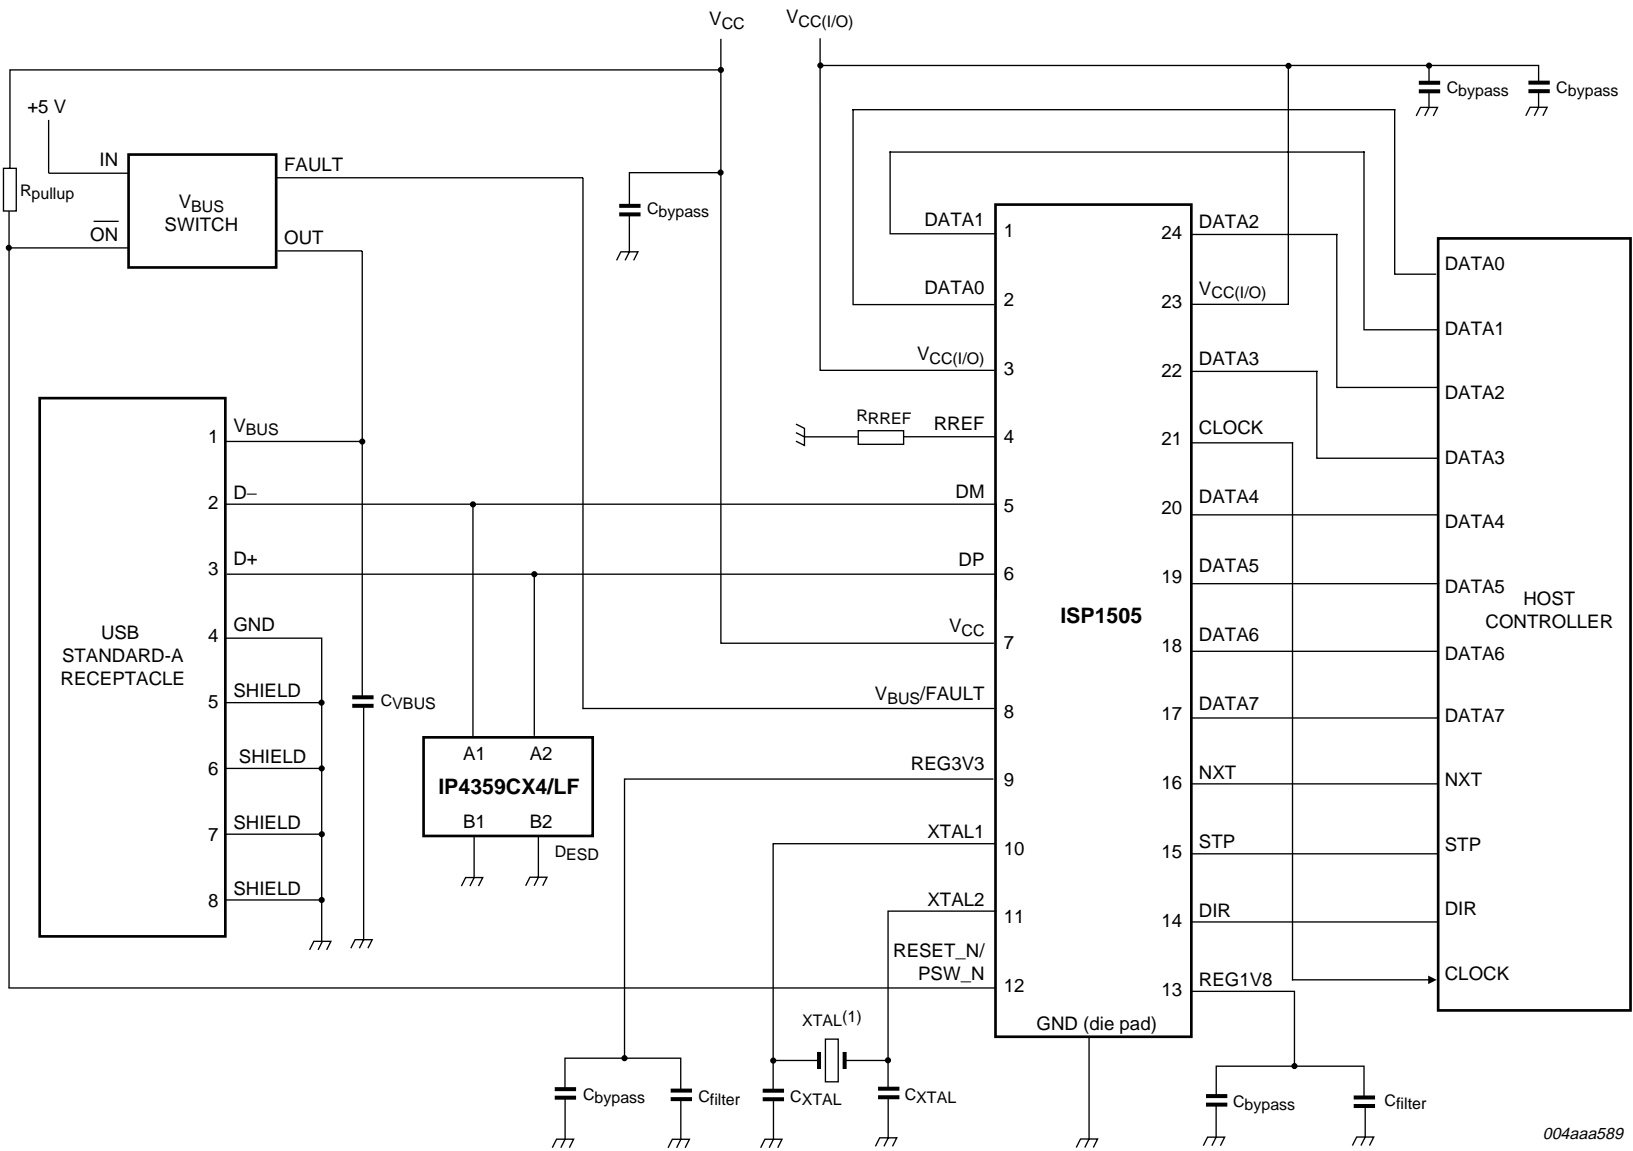 VCC
VCC(I/O)
+5 V
IN
FAULT
Rpullup
VBUS
SWITCH
ON
OUT
Cbypass
Cbypass
Cbypass
DATA1
1
DATA0
2
VCC(I/O)
3
RRREF
RREF
4
DM
5
DP
6
VCC
7
VBUS/FAULT
8
REG3V3
9
XTAL1
10
XTAL2
11
RESET_N/
PSW_N
12
ISP1505
GND (die pad)
24
DATA2
23
VCC(I/O)
22
DATA3
21
CLOCK
20
DATA4
19
DATA5
18
DATA6
17
DATA7
16
NXT
15
STP
14
DIR
13
REG1V8
DATA0
DATA1
DATA2
DATA3
DATA4
DATA5
HOST
CONTROLLER
DATA6
DATA7
NXT
STP
DIR
CLOCK
USB
STANDARD-A
RECEPTACLE
1
VBUS
2
D−
3
D+
4
GND
5
SHIELD
6
SHIELD
7
SHIELD
8
SHIELD
CVBUS
A1
A2
IP4359CX4/LF
B1
B2
DESD
XTAL(1)
Cbypass
Cfilter
CXTAL
CXTAL
Cbypass
Cfilter
004aaa589